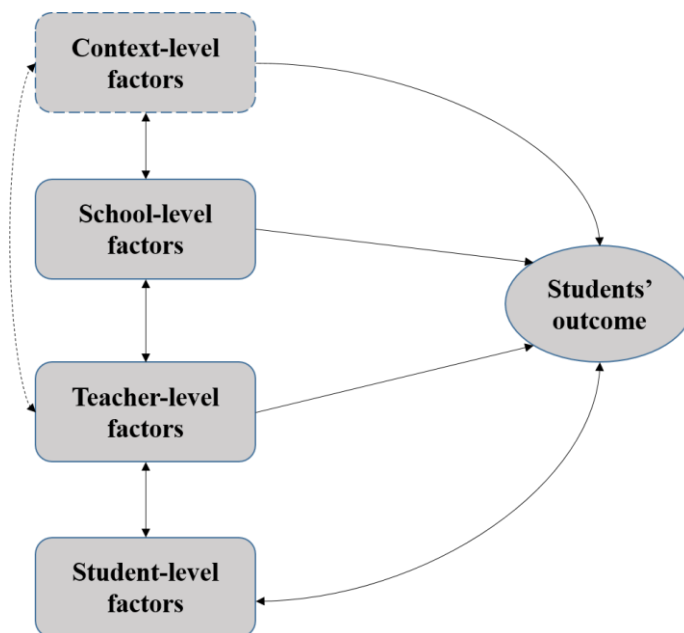 Context-level
factors
School-level
factors
Students’
outcome
Teacher-level
factors
Student-level
factors